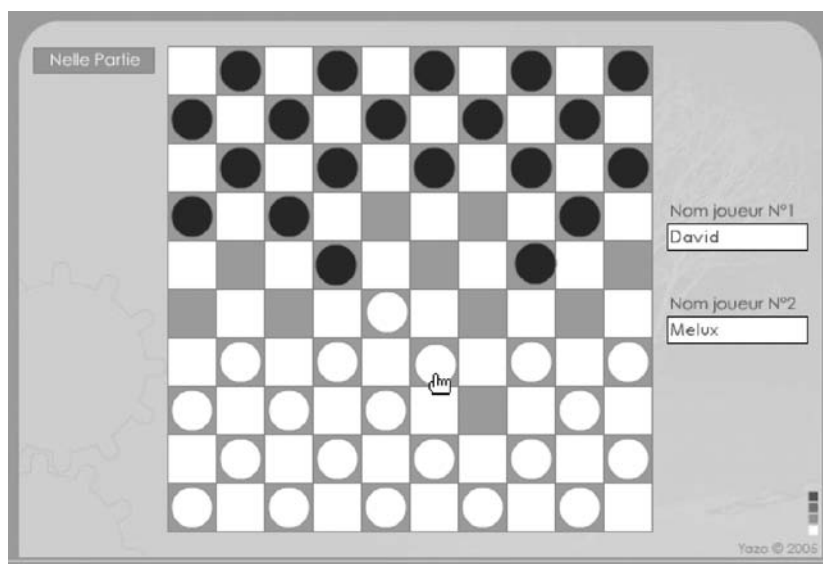 Nelle Partie
Nom joueur N°1
David
Nom joueur N°2
Melux
Yazo © 2005